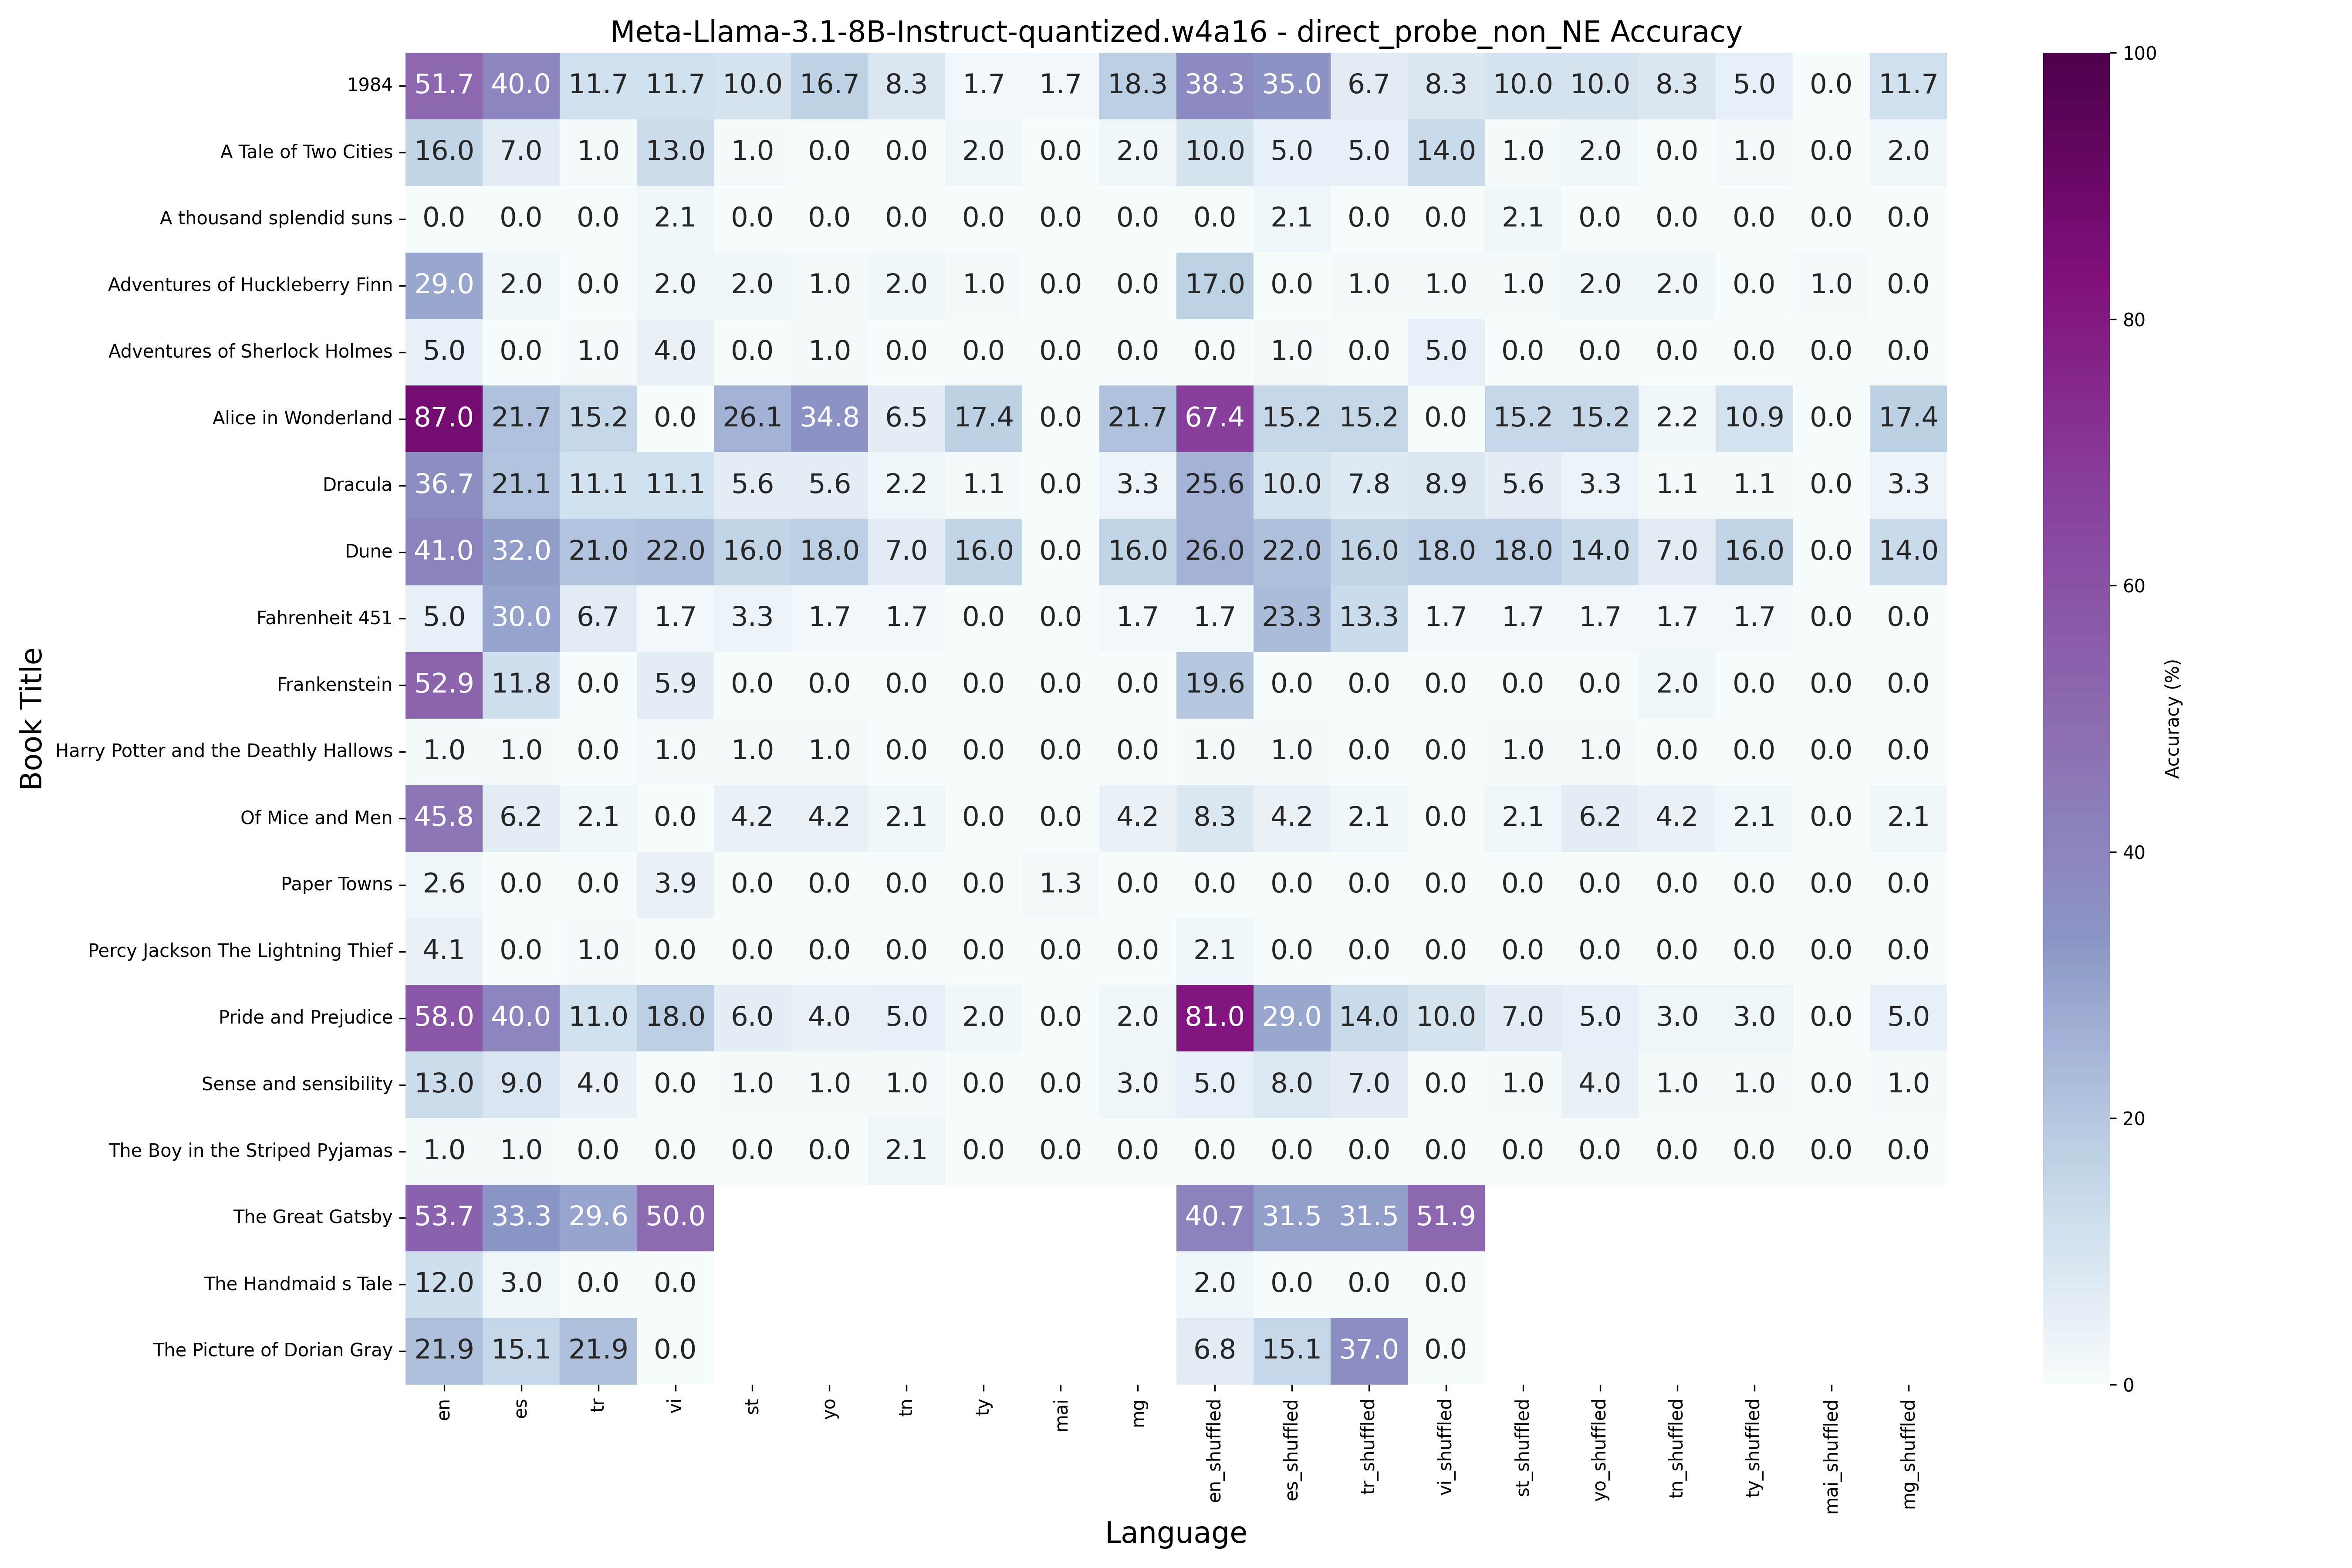 Meta-Llama-3.1-8B-Instruct-quantized.w4a16 - direct_probe_non_NE Accuracy
Book Title
1984 51.7 40.0 11.7 11.7 10.0 16.7 8.3 1.7 1.7 18.3 38.3 35.0 6.7 8.3 10.0 10.0 8.3 5.0 0.0 11.7
A Tale of Two Cities 16.0 7.0 1.0 13.0 1.0 0.0 0.0 2.0 0.0 2.0 10.0 5.0 5.0 14.0 1.0 2.0 0.0 1.0 0.0 2.0
A thousand splendid suns 0.0 0.0 0.0 2.1 0.0 0.0 0.0 0.0 0.0 0.0 0.0 2.1 0.0 0.0 2.1 0.0 0.0 0.0 0.0 0.0
Adventures of Huckleberry Finn 29.0 2.0 0.0 2.0 2.0 1.0 2.0 1.0 0.0 0.0 17.0 0.0 1.0 1.0 1.0 2.0 2.0 0.0 1.0 0.0
Adventures of Sherlock Holmes 5.0 0.0 1.0 4.0 0.0 1.0 0.0 0.0 0.0 0.0 0.0 1.0 0.0 5.0 0.0 0.0 0.0 0.0 0.0 0.0
Alice in Wonderland 87.0 21.7 15.2 0.0 26.1 34.8 6.5 17.4 0.0 21.7 67.4 15.2 15.2 0.0 15.2 15.2 2.2 10.9 0.0 17.4
Dracula 36.7 21.1 11.1 11.1 5.6 5.6 2.2 1.1 0.0 3.3 25.6 10.0 7.8 8.9 5.6 3.3 1.1 1.1 0.0 3.3
Dune 41.0 32.0 21.0 22.0 16.0 18.0 7.0 16.0 0.0 16.0 26.0 22.0 16.0 18.0 18.0 14.0 7.0 16.0 0.0 14.0
Fahrenheit 451 5.0 30.0 6.7 1.7 3.3 1.7 1.7 0.0 0.0 1.7 1.7 23.3 13.3 1.7 1.7 1.7 1.7 1.7 0.0 0.0
Frankenstein 52.9 11.8 0.0 5.9 0.0 0.0 0.0 0.0 0.0 0.0 19.6 0.0 0.0 0.0 0.0 0.0 2.0 0.0 0.0 0.0
Harry Potter and the Deathly Hallows 1.0 1.0 0.0 1.0 1.0 1.0 0.0 0.0 0.0 0.0 1.0 1.0 0.0 0.0 1.0 1.0 0.0 0.0 0.0 0.0
Of Mice and Men 45.8 6.2 2.1 0.0 4.2 4.2 2.1 0.0 0.0 4.2 8.3 4.2 2.1 0.0 2.1 6.2 4.2 2.1 0.0 2.1
Paper Towns 2.6 0.0 0.0 3.9 0.0 0.0 0.0 0.0 1.3 0.0 0.0 0.0 0.0 0.0 0.0 0.0 0.0 0.0 0.0 0.0
Percy Jackson The Lightning Thief 4.1 0.0 1.0 0.0 0.0 0.0 0.0 0.0 0.0 0.0 2.1 0.0 0.0 0.0 0.0 0.0 0.0 0.0 0.0 0.0
Pride and Prejudice 58.0 40.0 11.0 18.0 6.0 4.0 5.0 2.0 0.0 2.0 81.0 29.0 14.0 10.0 7.0 5.0 3.0 3.0 0.0 5.0
Sense and sensibility 13.0 9.0 4.0 0.0 1.0 1.0 1.0 0.0 0.0 3.0 5.0 8.0 7.0 0.0 1.0 4.0 1.0 1.0 0.0 1.0
The Boy in the Striped Pyjamas 1.0 1.0 0.0 0.0 0.0 0.0 2.1 0.0 0.0 0.0 0.0 0.0 0.0 0.0 0.0 0.0 0.0 0.0 0.0 0.0
The Great Gatsby 53.7 33.3 29.6 50.0 40.7 31.5 31.5 51.9
The Handmaid s Tale 12.0 3.0 0.0 0.0 2.0 0.0 0.0 0.0
The Picture of Dorian Gray 21.9 15.1 21.9 0.0 6.8 15.1 37.0 0.0
en es tr vi st yo tn ty mai mg en_shuffled es_shuffled tr_shuffled vi_shuffled st_shuffled yo_shuffled tn_shuffled ty_shuffled mai_shuffled mg_shuffled
Language
100
80
60
40
20
0
Accuracy (%)